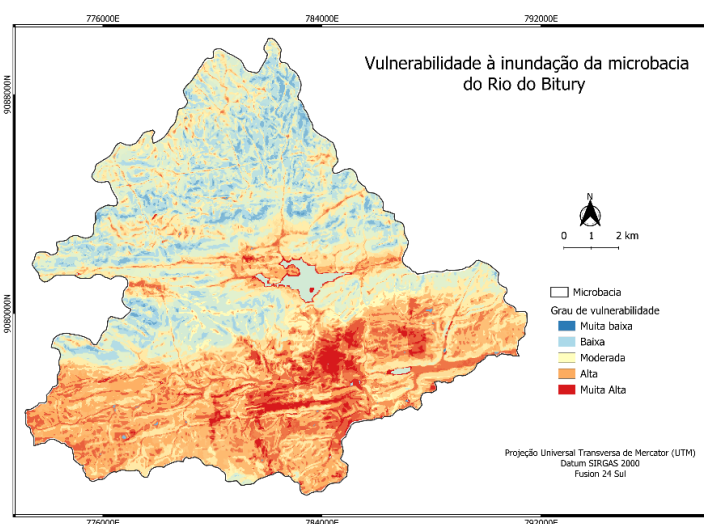 776000E 784000E 792000E
Vulnerabilidade à inundação da microbacia
do Rio do Bitury
9088000N
N
0 1 2 km
Microbacia
Grau de vulnerabilidade
9080000N
Muita baixa
Baixa
Moderada
Alta
Muita Alta
Projeção Universal Transversa de Mercator (UTM)
Datum SIRGAS 2000
Fusion 24 Sul
776000E 784000E 792000E